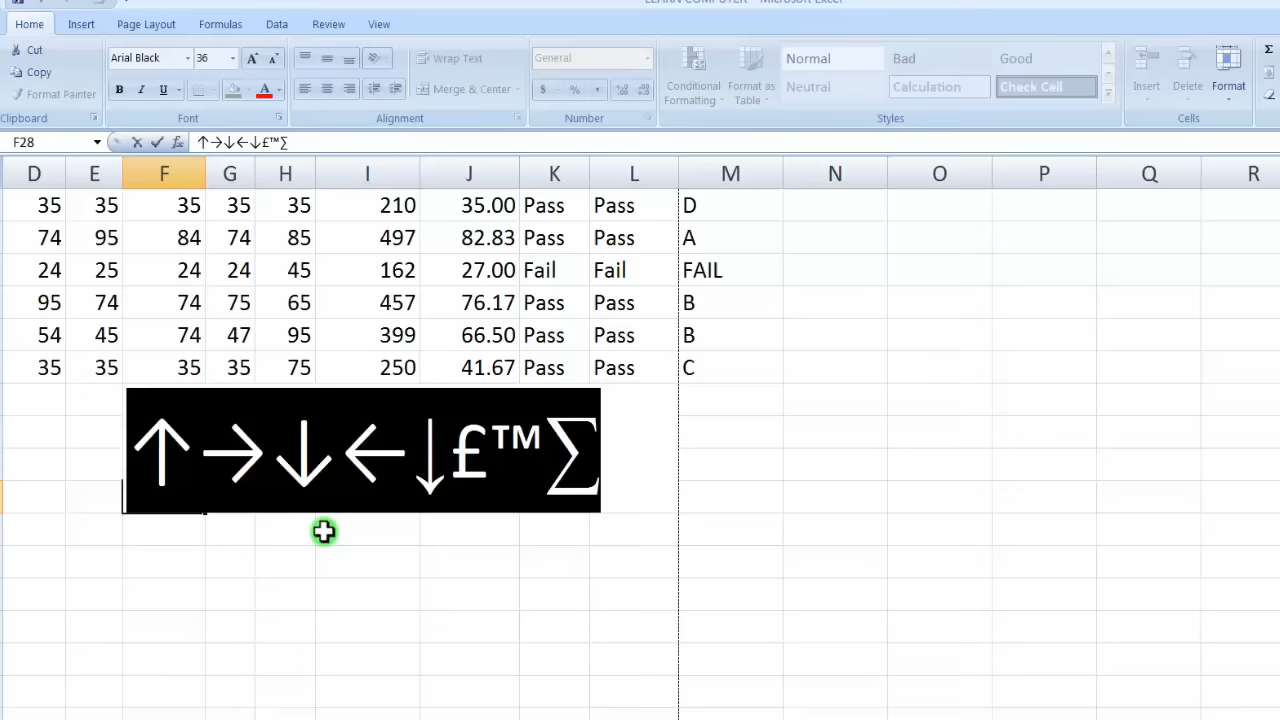 LEARN COMPUTER - Microsoft Excel
Home Insert Page Layout Formulas Data Review View
Cut
Copy
Format Painter
Clipboard
Arial Black 36 A A
B I U A
Font
Wrap Text
Merge & Center
Alignment
General
$ % ,
Number
Conditional Formatting
Format as Table
Normal Bad Good
Neutral Calculation Check Cell
Styles
Insert Delete Format
Cells
Σ
F28 fx ↑→↓←↓£™∑
D E F G H I J K L M N O P Q R
35 35 35 35 35 210 35.00 Pass Pass D
74 95 84 74 85 497 82.83 Pass Pass A
24 25 24 24 45 162 27.00 Fail Fail FAIL
95 74 74 75 65 457 76.17 Pass Pass B
54 45 74 47 95 399 66.50 Pass Pass B
35 35 35 35 75 250 41.67 Pass Pass C
↑→↓←↓£™∑